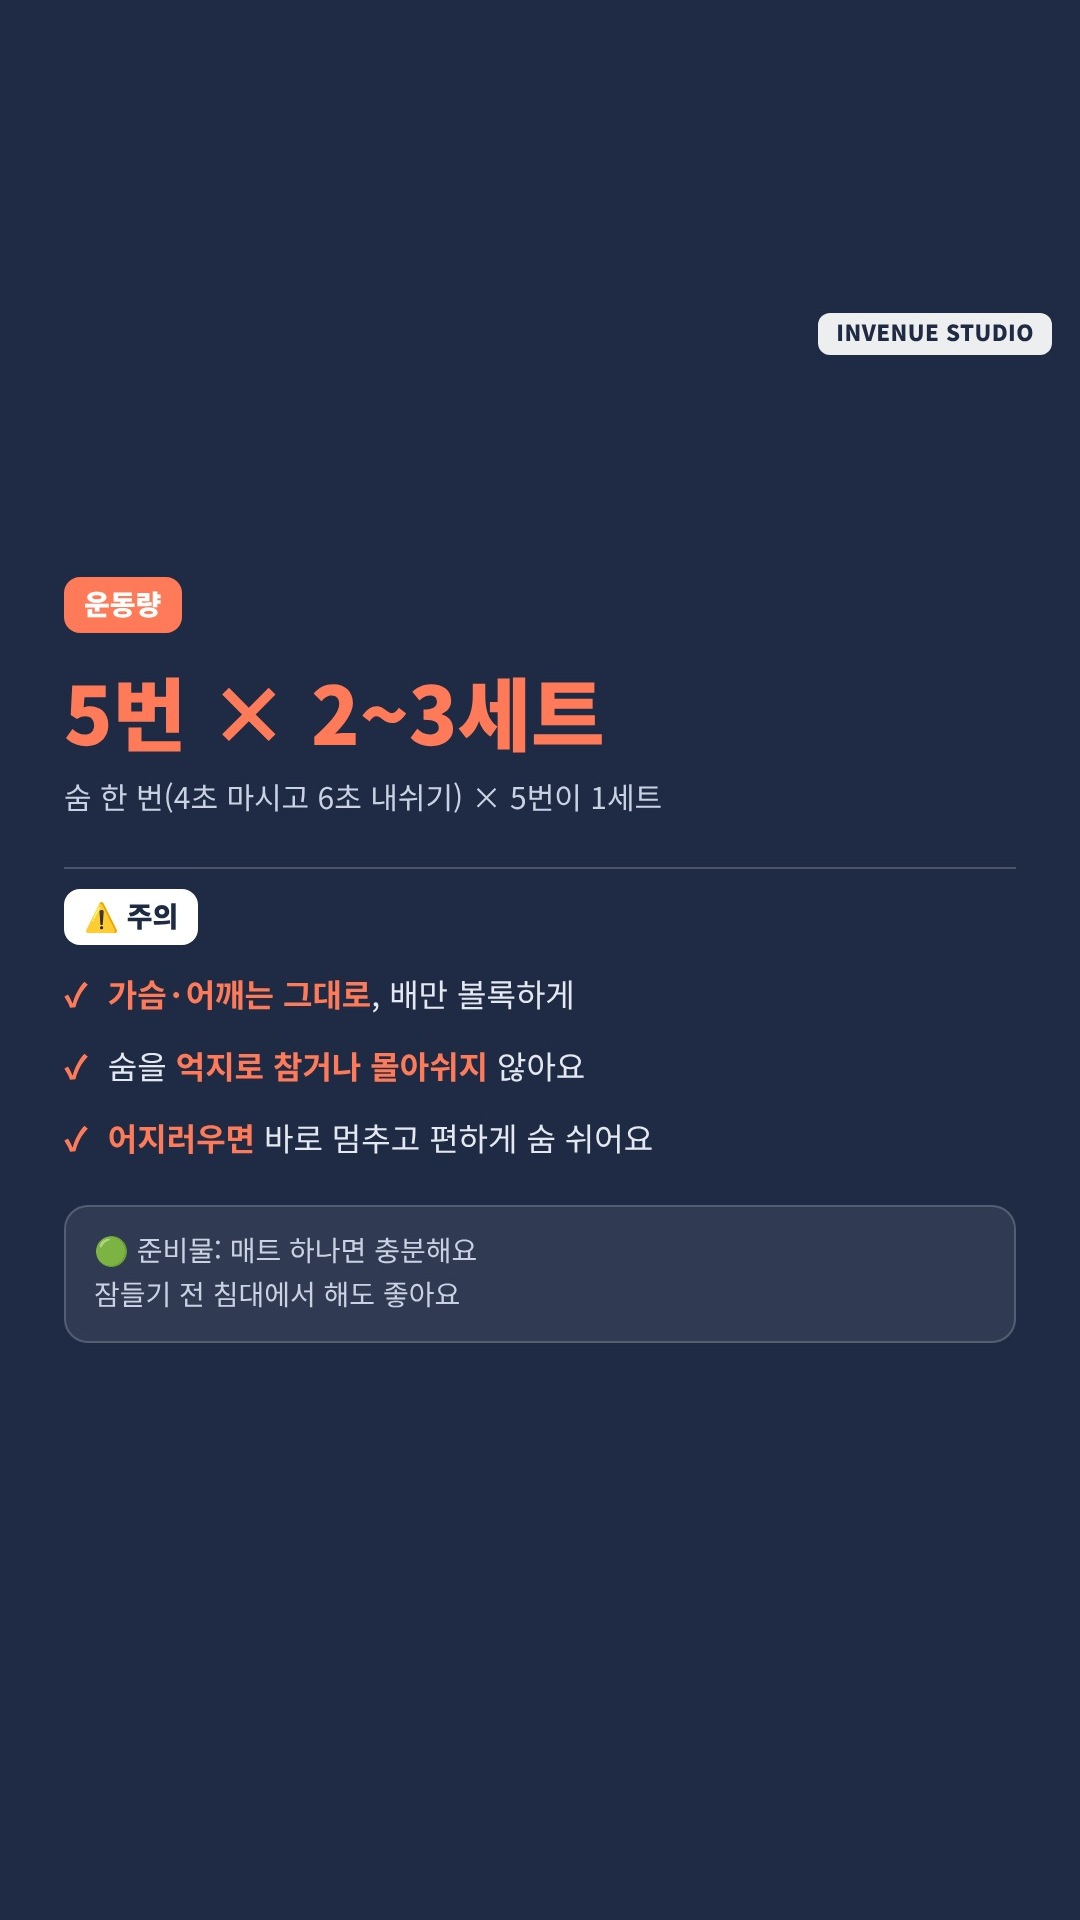 INVENUE STUDIO
운동량
5번 × 2~3세트
숨 한 번(4초 마시고 6초 내쉬기) × 5번이 1세트
⚠️ 주의
✓ 가슴·어깨는 그대로, 배만 볼록하게
✓ 숨을 억지로 참거나 몰아쉬지 않아요
✓ 어지러우면 바로 멈추고 편하게 숨 쉬어요
🟢 준비물: 매트 하나면 충분해요
잠들기 전 침대에서 해도 좋아요